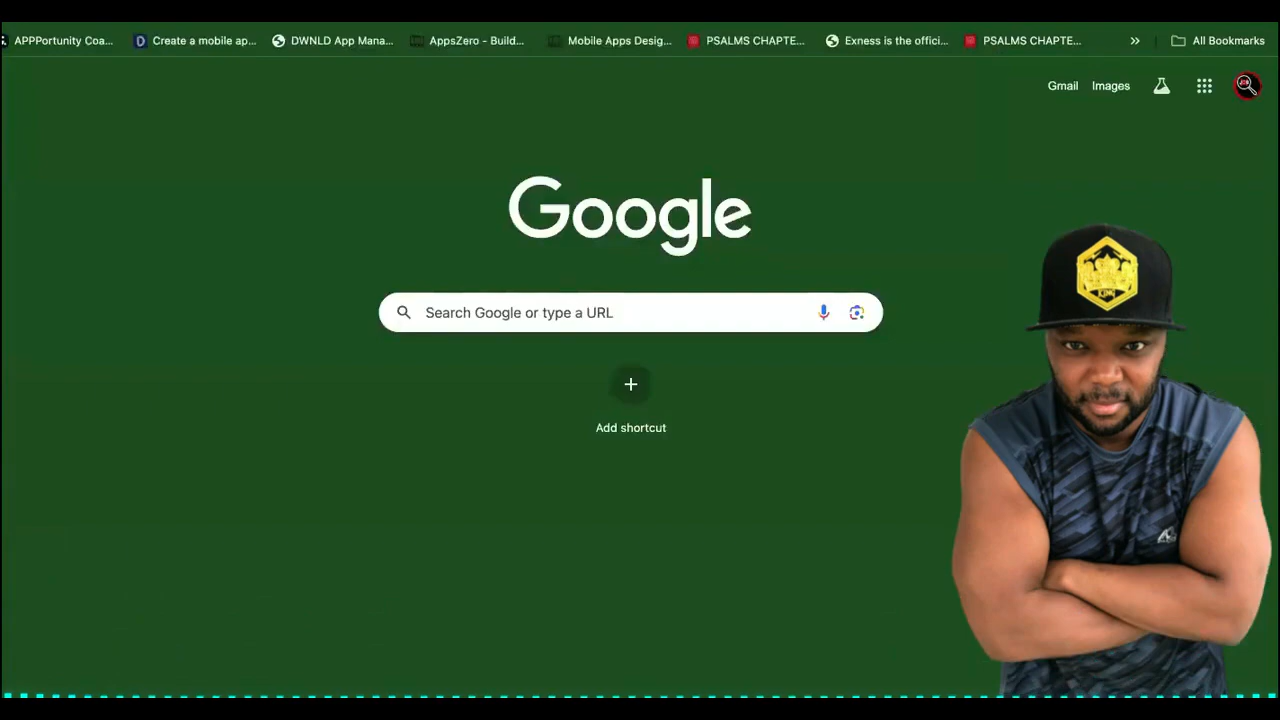 APPPortunity Coa... Create a mobile ap... DWNLD App Mana... AppsZero - Build... Mobile Apps Desig... PSALMS CHAPTE... Exness is the offici... PSALMS CHAPTE... » All Bookmarks
Gmail Images
Google
Search Google or type a URL
Add shortcut
KING